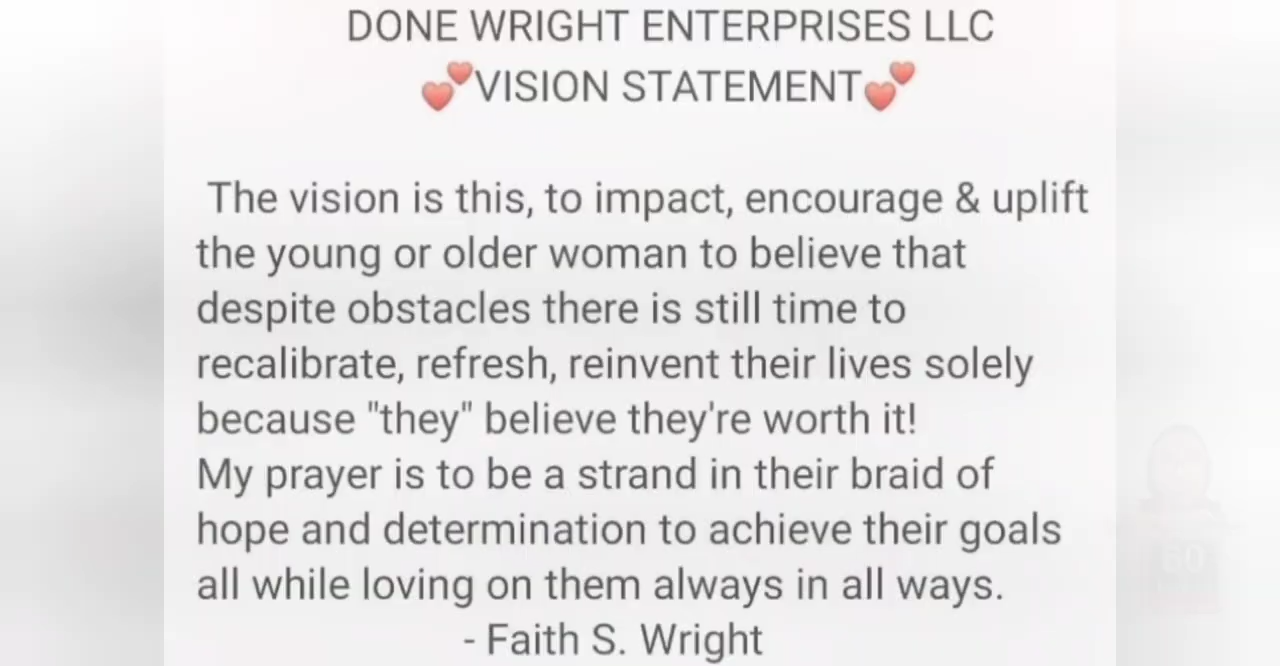 DONE WRIGHT ENTERPRISES LLC
💕VISION STATEMENT💕
The vision is this, to impact, encourage & uplift
the young or older woman to believe that
despite obstacles there is still time to
recalibrate, refresh, reinvent their lives solely
because "they" believe they're worth it!
My prayer is to be a strand in their braid of
hope and determination to achieve their goals
all while loving on them always in all ways.
- Faith S. Wright